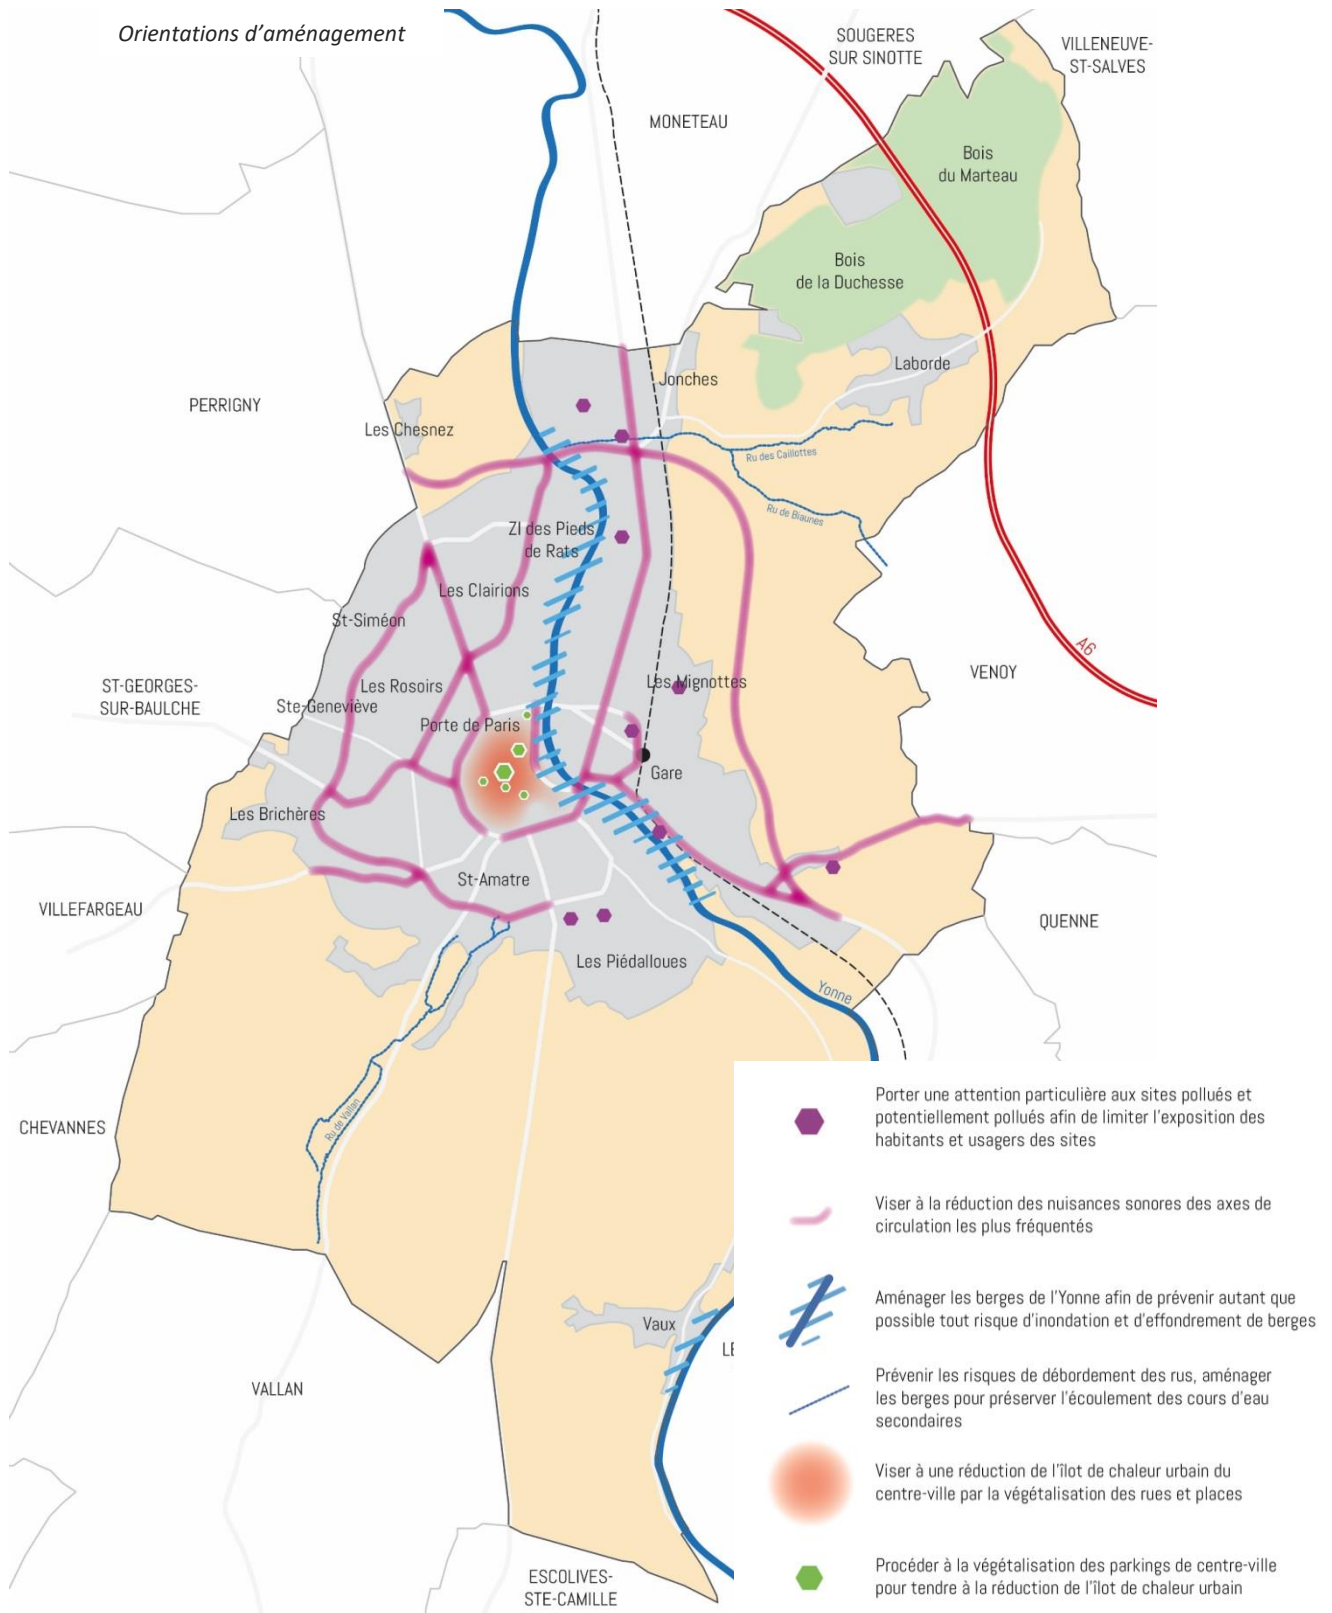 Orientations d'aménagement
SOUGERES
SUR SINOTTE
VILLENEUVE-
ST-SALVES
MONETEAU
Bois
du Marteau
Bois
de la Duchesse
Laborde
Jonches
PERRIGNY
Les Chesnez
Ru des Caillottes
Ru de Biaunes
ZI des Pieds
de Rats
Les Clairions
St-Siméon
A6
VENOY
ST-GEORGES-
SUR-BAULCHE
Les Rosoirs
Les Mignottes
Ste-Geneviève
Porte de Paris
Gare
Les Brichères
St-Amatre
VILLEFARGEAU
QUENNE
Les Piédalloues
Yonne
CHEVANNES
Ru de Vallan
Vaux
LE
VALLAN
ESCOLIVES-
STE-CAMILLE
Porter une attention particulière aux sites pollués et
potentiellement pollués afin de limiter l'exposition des
habitants et usagers des sites
Viser à la réduction des nuisances sonores des axes de
circulation les plus fréquentés
Aménager les berges de l'Yonne afin de prévenir autant que
possible tout risque d'inondation et d'effondrement de berges
Prévenir les risques de débordement des rus, aménager
les berges pour préserver l'écoulement des cours d'eau
secondaires
Viser à une réduction de l'îlot de chaleur urbain du
centre-ville par la végétalisation des rues et places
Procéder à la végétalisation des parkings de centre-ville
pour tendre à la réduction de l'îlot de chaleur urbain